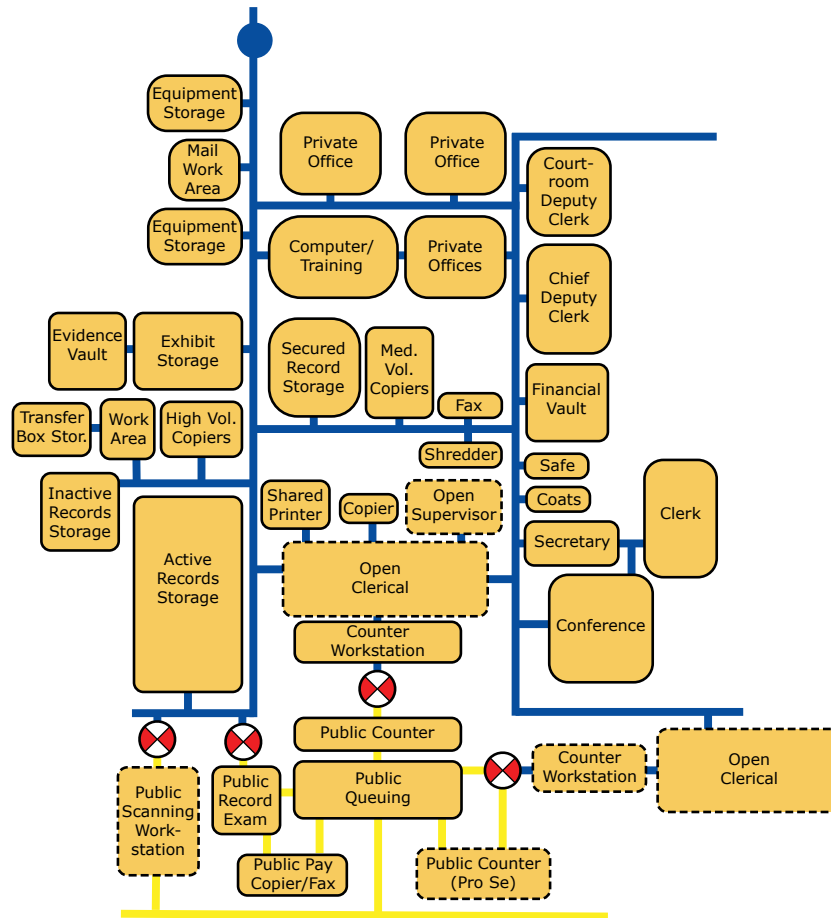 Equipment
Storage
Private
Office
Private
Office
Mail
Work
Area
Court-
room
Deputy
Clerk
Equipment
Storage
Computer/
Training
Private
Offices
Chief
Deputy
Clerk
Evidence
Vault
Exhibit
Storage
Secured
Record
Storage
Med.
Vol.
Copiers
Fax
Financial
Vault
Transfer
Box Stor.
Work
Area
High Vol.
Copiers
Shredder
Safe
Inactive
Records
Storage
Shared
Printer
Copier
Open
Supervisor
Coats
Clerk
Active
Records
Storage
Open
Clerical
Secretary
Counter
Workstation
Conference
Public Counter
Public
Scanning
Work-
station
Public
Record
Exam
Public
Queuing
Counter
Workstation
Open
Clerical
Public Pay
Copier/Fax
Public Counter
(Pro Se)